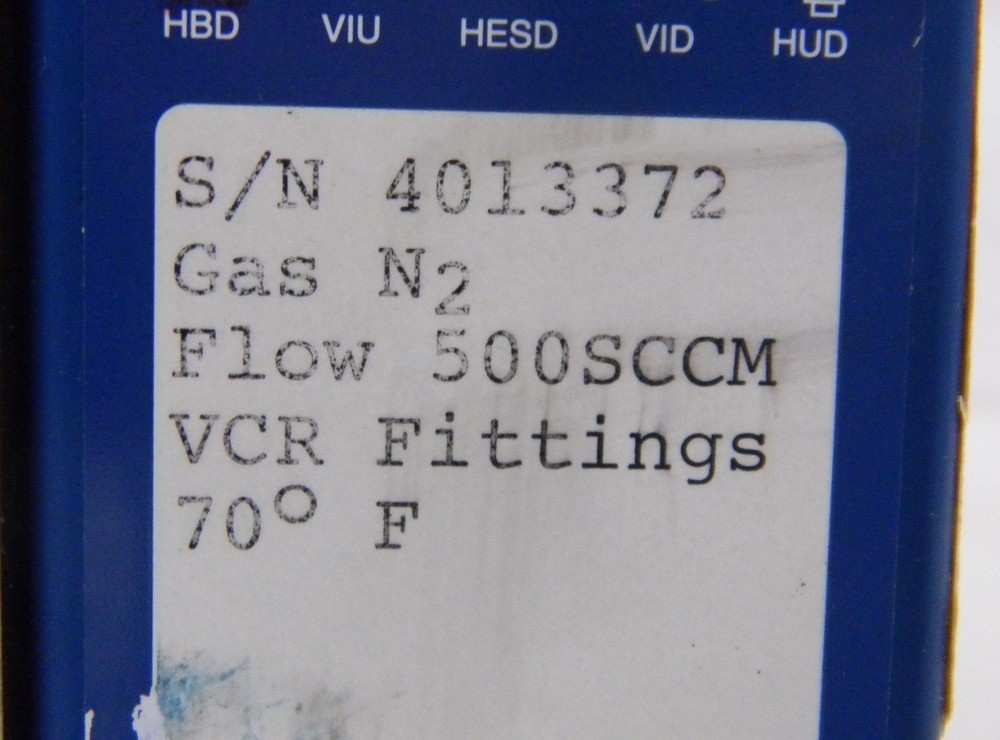 HBD VIU HESD VID HUD
S/N 4013372
Gas N₂
Flow 500SCCM
VCR Fittings
70° F